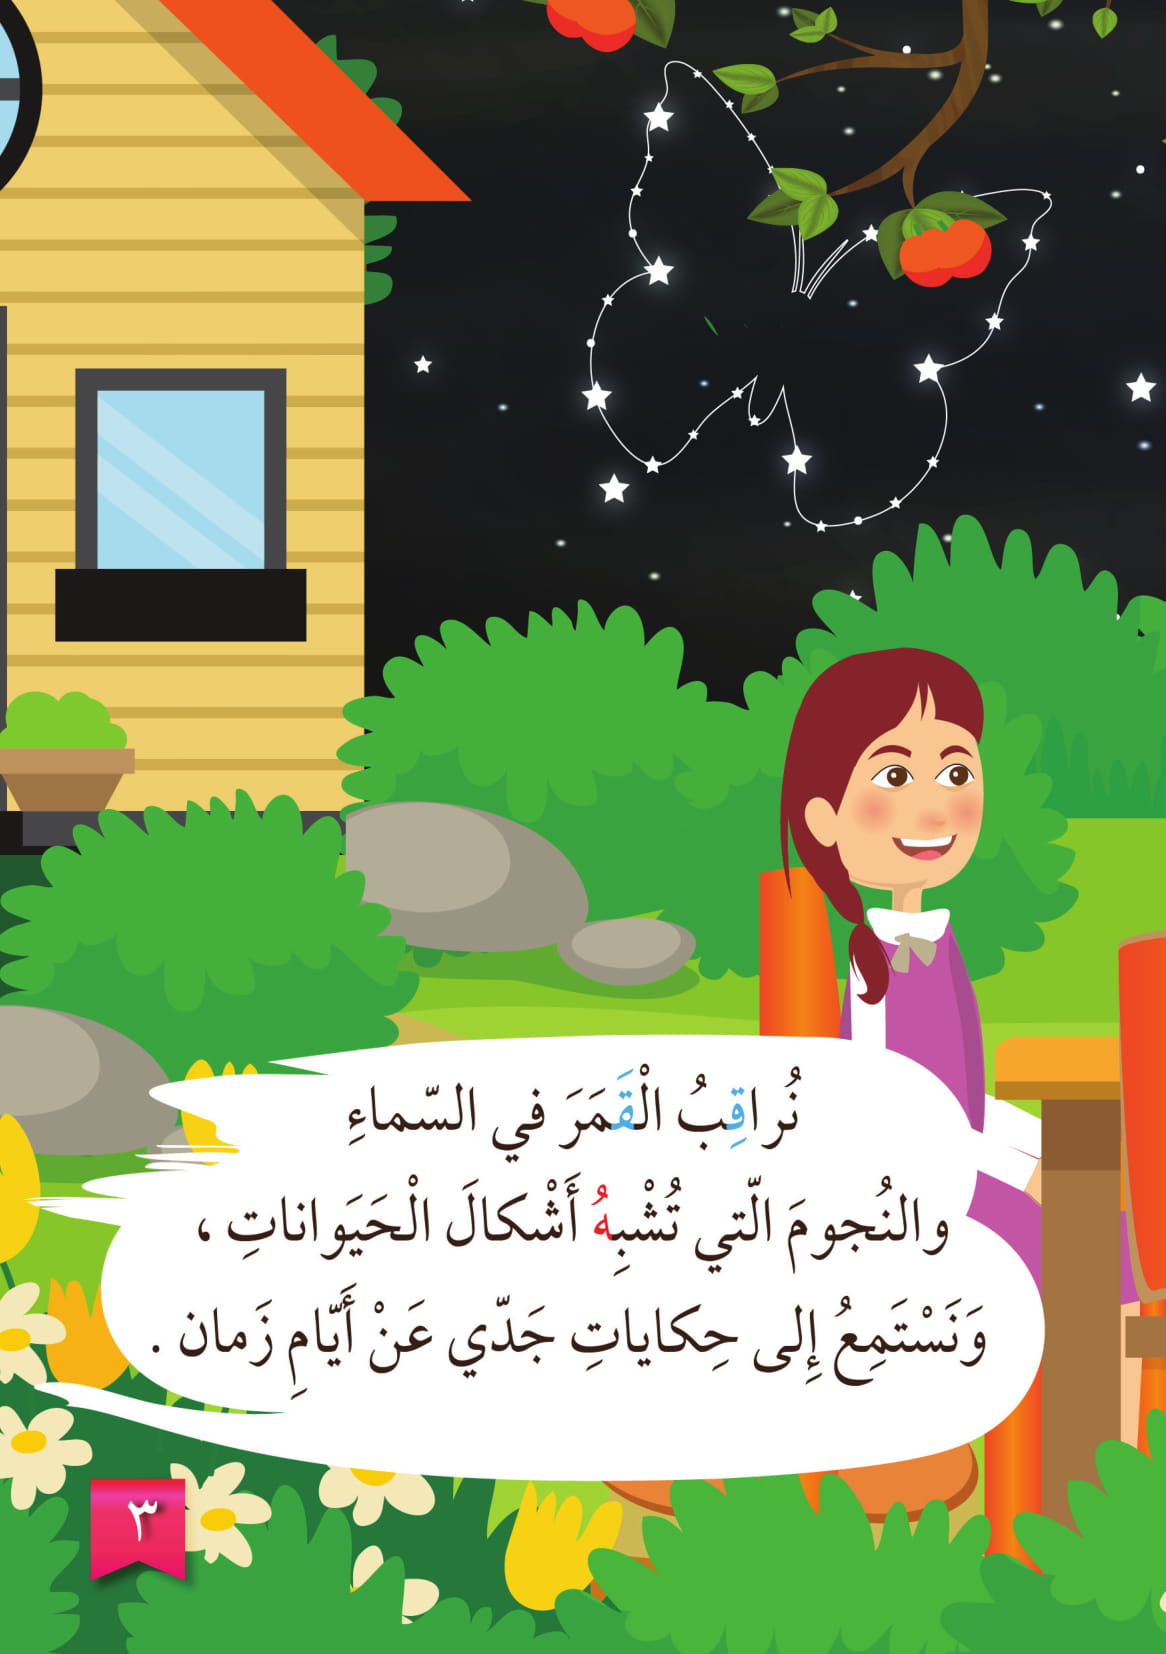 نُراقِبُ الْقَمَرَ في السّماءِ
والنُجومَ الّتي تُشْبِهُ أَشْكالَ الْحَيَواناتِ ،
وَنَسْتَمِعُ إِلى حِكاياتِ جَدّي عَنْ أَيّامِ زَمان .
٣